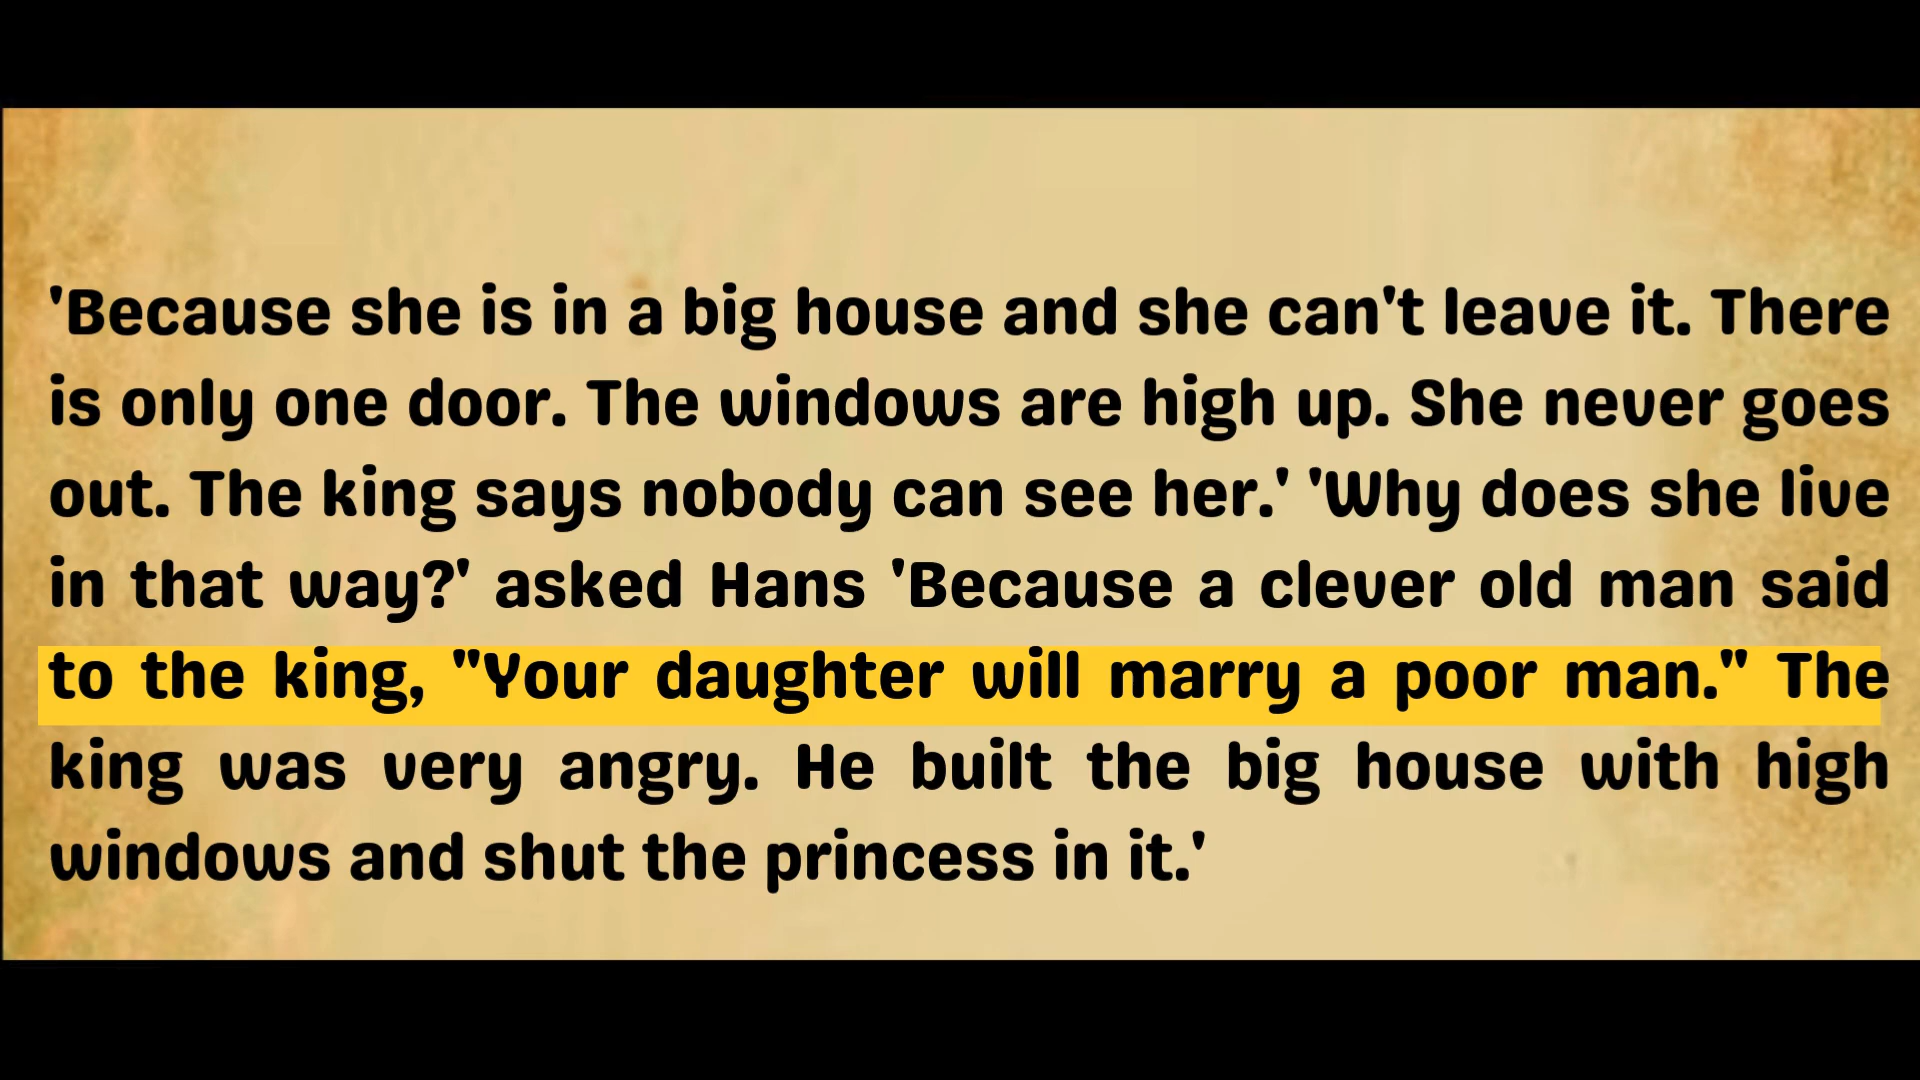 'Because she is in a big house and she can't leave it. There
is only one door. The windows are high up. She never goes
out. The king says nobody can see her.' 'Why does she live
in that way?' asked Hans 'Because a clever old man said
to the king, "Your daughter will marry a poor man." The
king was very angry. He built the big house with high
windows and shut the princess in it.'